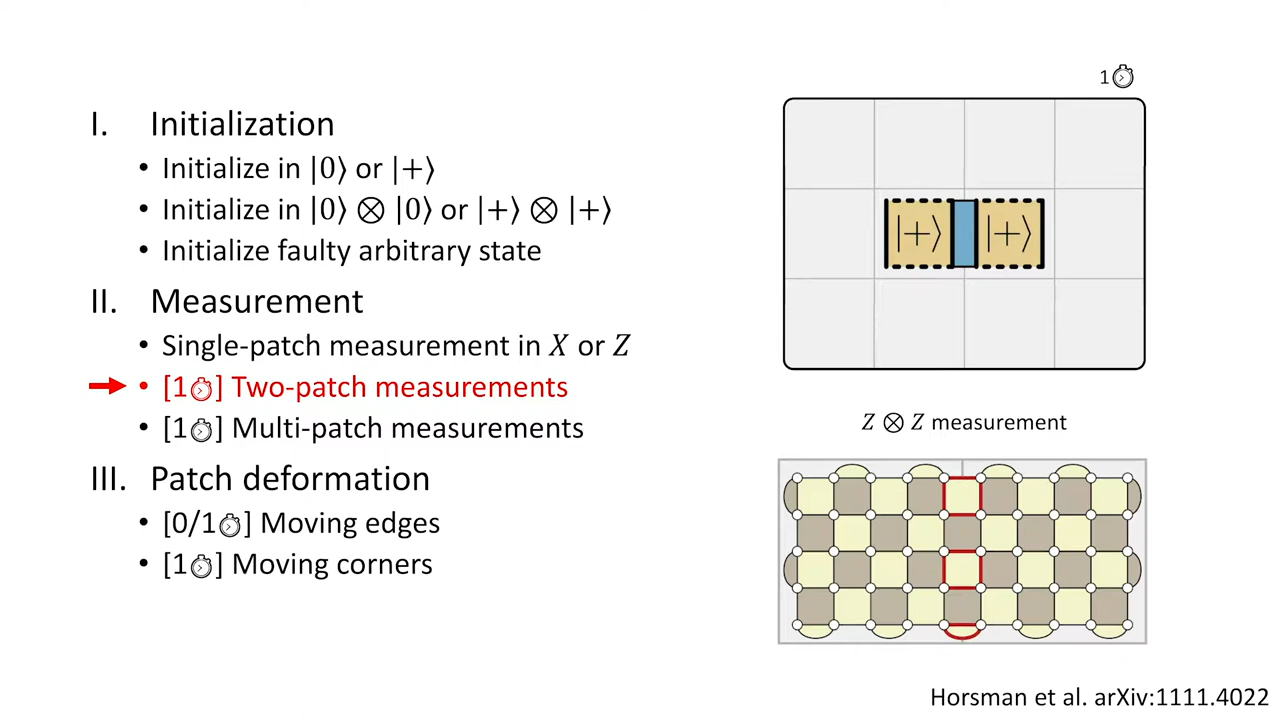 I. Initialization
• Initialize in |0⟩ or |+⟩
• Initialize in |0⟩ ⊗ |0⟩ or |+⟩ ⊗ |+⟩
• Initialize faulty arbitrary state
II. Measurement
• Single-patch measurement in X or Z
• [1⏱] Two-patch measurements
• [1⏱] Multi-patch measurements
III. Patch deformation
• [0/1⏱] Moving edges
• [1⏱] Moving corners
1⏱
|+⟩ |+⟩
Z ⊗ Z measurement
Horsman et al. arXiv:1111.4022